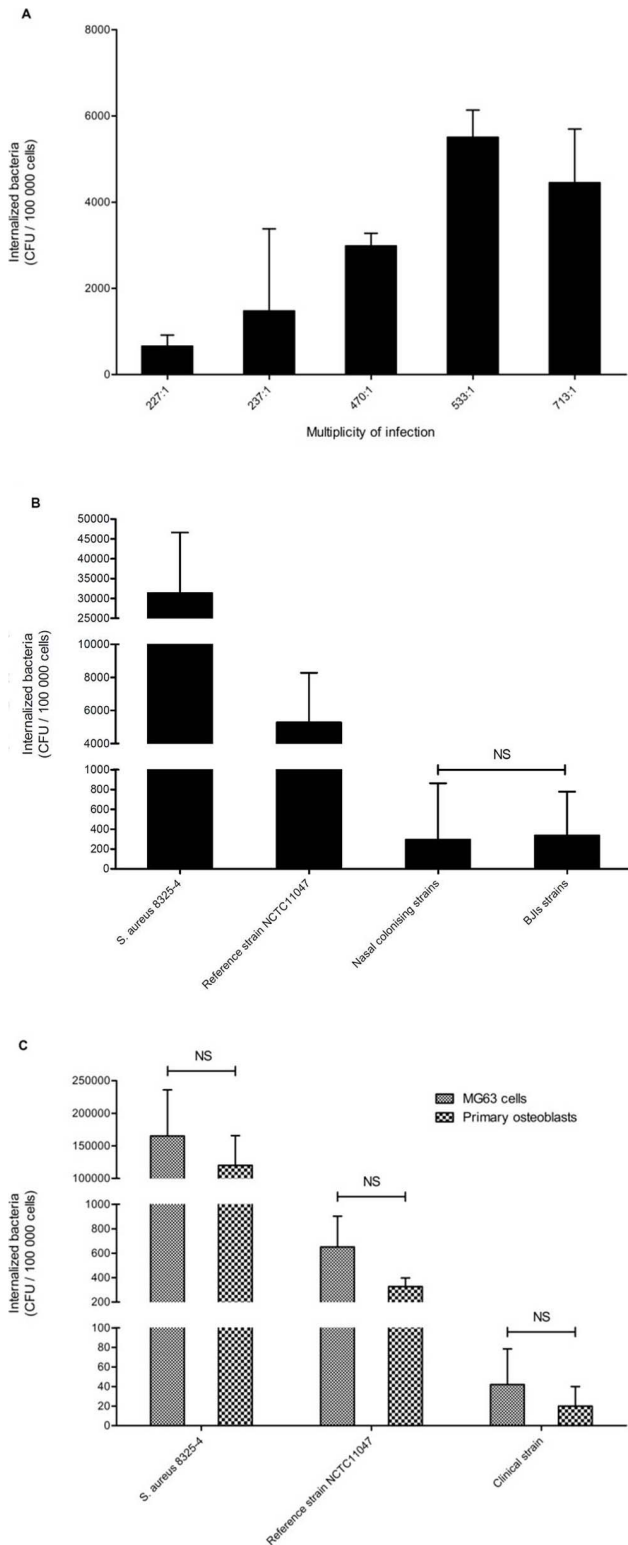 A
Internalized bacteria
(CFU / 100 000 cells)
8000
6000
4000
2000
0
227:1
237:1
470:1
533:1
713:1
Multiplicity of infection
B
Internalized bacteria
(CFU / 100 000 cells)
50000
45000
40000
35000
30000
25000
10000
8000
6000
4000
1000
800
600
400
200
0
NS
S. aureus 8325-4
Reference strain NCTC11047
Nasal colonising strains
BJIs strains
C
Internalized bacteria
(CFU / 100 000 cells)
250000
200000
150000
100000
1000
800
600
400
200
100
80
60
40
20
0
NS
NS
NS
MG63 cells
Primary osteoblasts
S. aureus 8325-4
Reference strain NCTC11047
Clinical strain